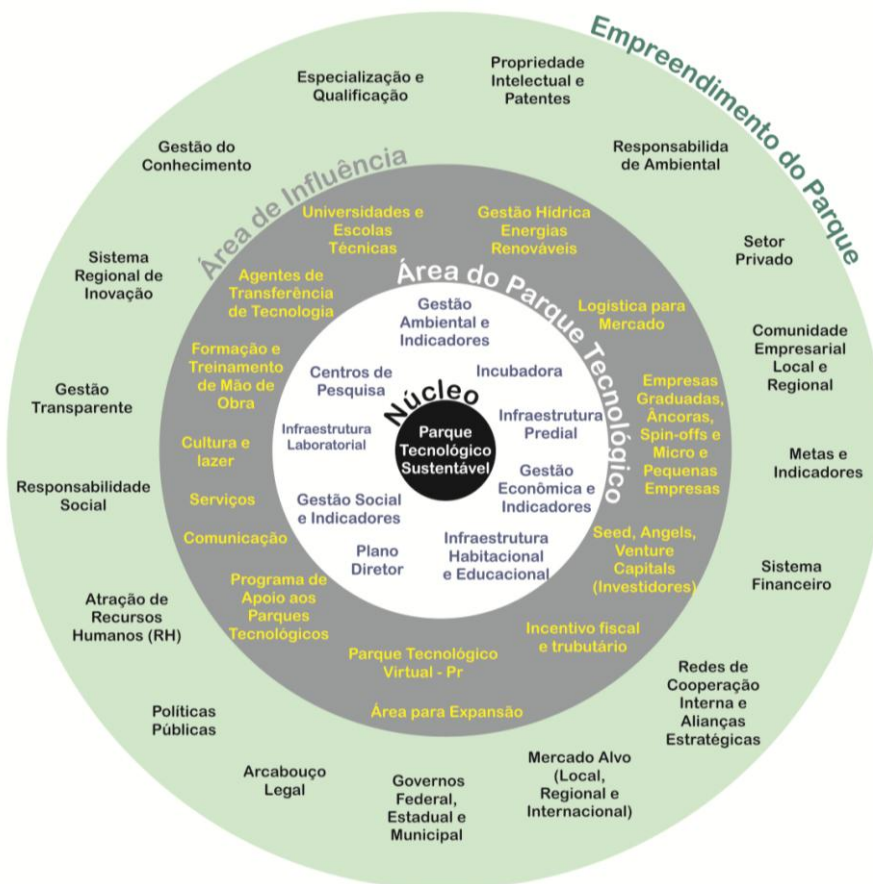 Empreendimento do Parque
Propriedade
Intelectual e
Patentes
Especialização e
Qualificação
Gestão do
Conhecimento
Responsabilida
de Ambiental
Sistema
Regional de
Inovação
Setor
Privado
Gestão
Transparente
Comunidade
Empresarial
Local e
Regional
Responsabilidade
Social
Metas e
Indicadores
Atração de
Recursos
Humanos (RH)
Sistema
Financeiro
Políticas
Públicas
Redes de
Cooperação
Interna e
Alianças
Estratégicas
Arcabouço
Legal
Governos
Federal,
Estadual e
Municipal
Mercado Alvo
(Local,
Regional e
Internacional)
Área de Influência
Universidades e
Escolas
Técnicas
Gestão Hídrica
Energias
Renováveis
Agentes de
Transferência
de Tecnologia
Logística para
Mercado
Formação e
Treinamento
de Mão de
Obra
Empresas
Graduadas,
Âncoras,
Spin-offs e
Micro e
Pequenas
Empresas
Cultura e
lazer
Serviços
Comunicação
Seed, Angels,
Venture
Capitals
(Investidores)
Programa de
Apoio aos
Parques
Tecnológicos
Incentivo fiscal
e trubutário
Parque Tecnológico
Virtual - Pr
Área para Expansão
Área do Parque Tecnológico
Gestão
Ambiental e
Indicadores
Centros de
Pesquisa
Incubadora
Infraestrutura
Laboratorial
Infraestrutura
Predial
Gestão Social
e Indicadores
Gestão
Econômica e
Indicadores
Plano
Diretor
Infraestrutura
Habitacional
e Educacional
Núcleo
Parque
Tecnológico
Sustentável